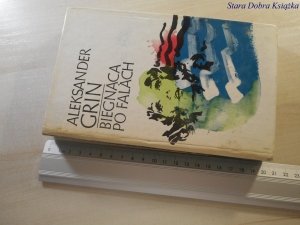 Stara Dobra Książka
ALEKSANDER
GRIN
BIEGNĄCA
PO FALACH